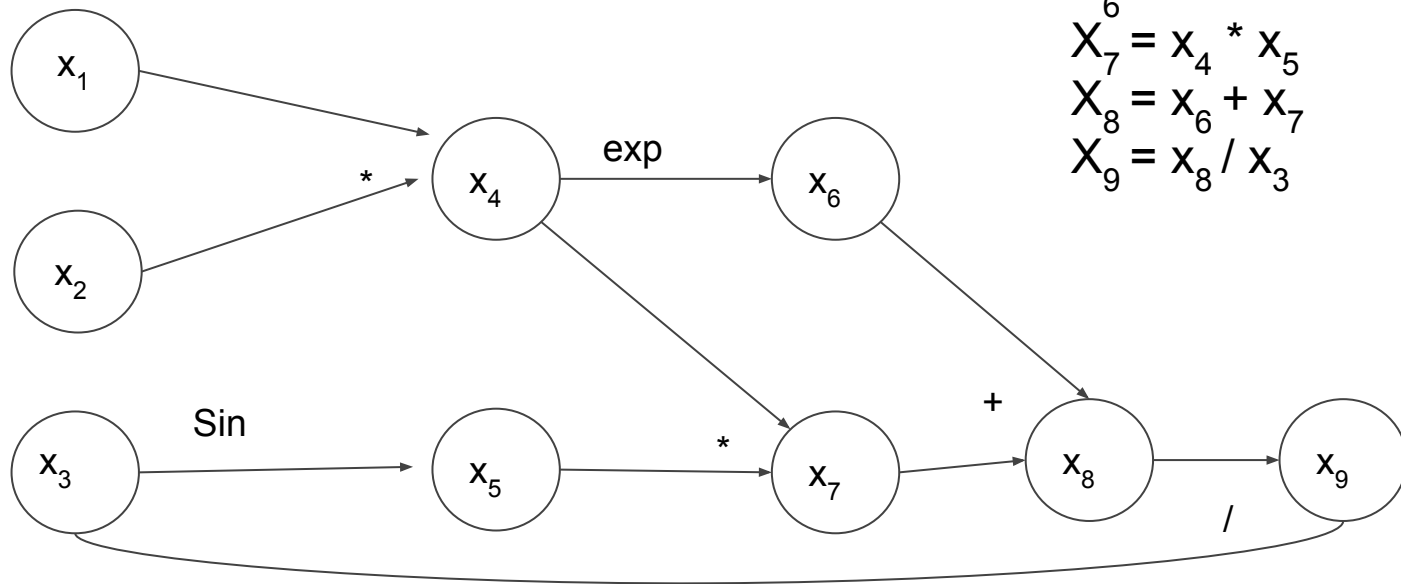 6
X7 = x4 * x5
X8 = x6 + x7
X9 = x8 / x3
x1
*
x2
x4
exp
x6
x3
Sin
x5
*
x7
+
x8
/
x9